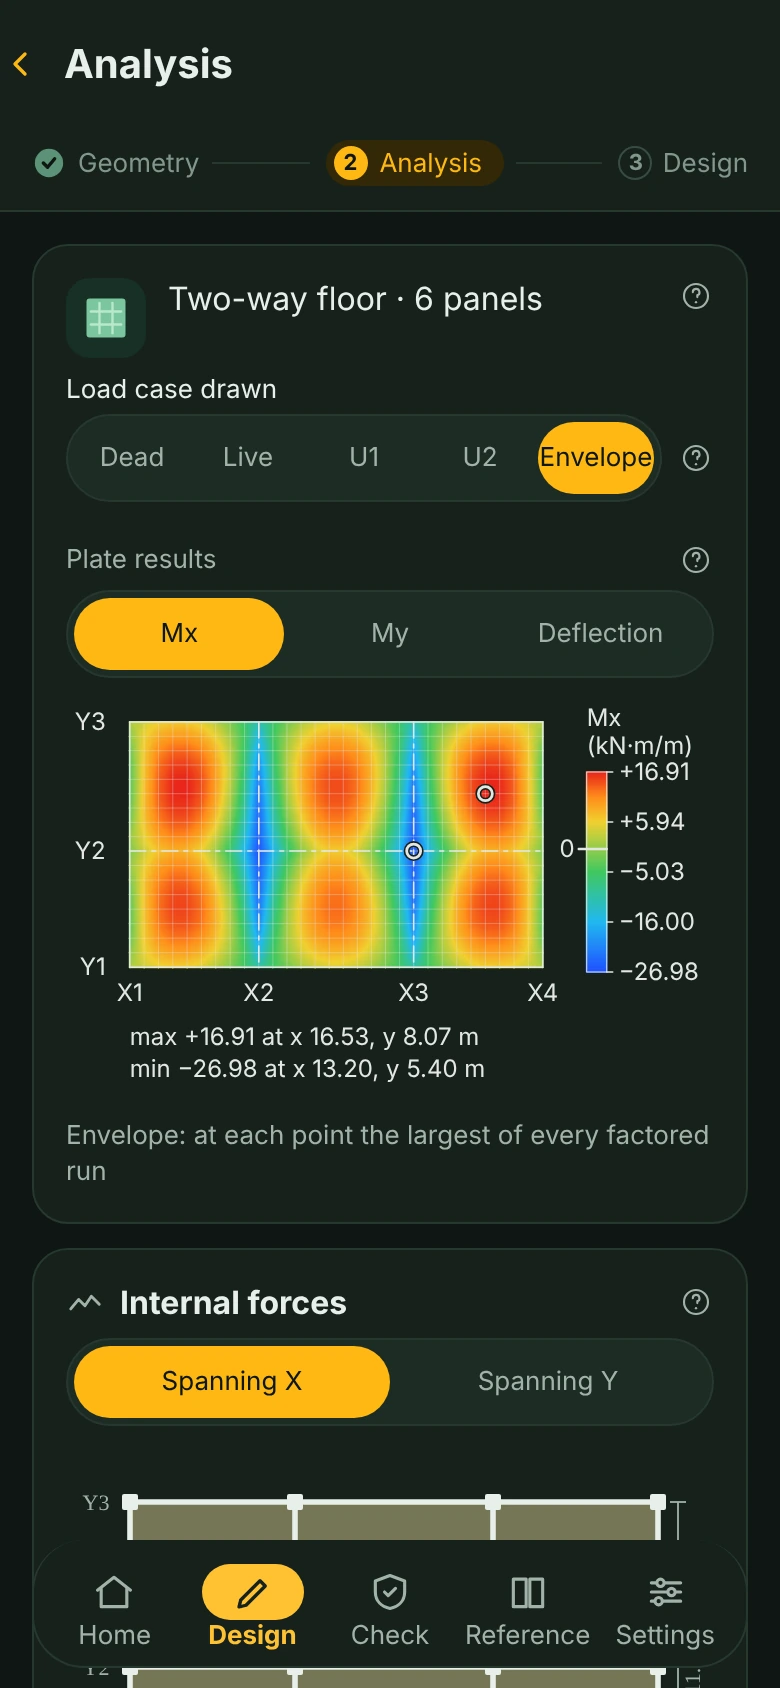 Analysis
Geometry
2
Analysis
3
Design
Two-way floor · 6 panels
Load case drawn
Dead
Live
U1
U2
Envelope
Plate results
Mx
My
Deflection
Mx
(kN·m/m)
+16.91
+5.94
0
−5.03
−16.00
−26.98
Y3
Y2
Y1
X1
X2
X3
X4
max +16.91 at x 16.53, y 8.07 m
min −26.98 at x 13.20, y 5.40 m
Envelope: at each point the largest of every factored
run
Internal forces
Spanning X
Spanning Y
Y3
Home
Design
Check
Reference
Settings
Y2